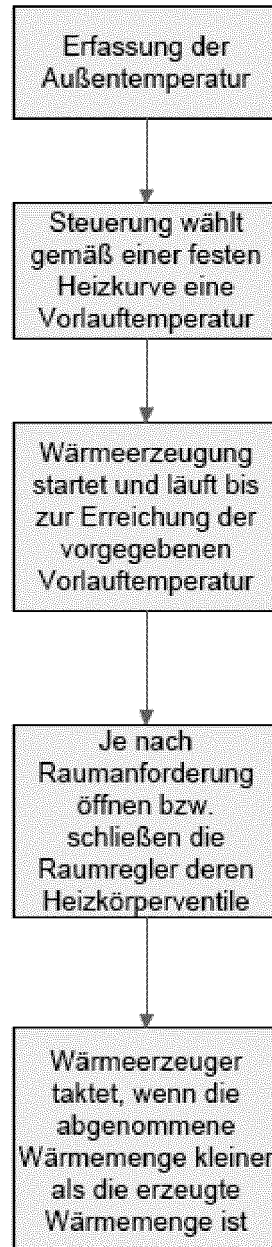 Erfassung der
Außentemperatur
Steuerung wählt
gemäß einer festen
Heizkurve eine
Vorlauftemperatur
Wärmeerzeugung
startet und läuft bis
zur Erreichung der
vorgegebenen
Vorlauftemperatur
Je nach
Raumanforderung
öffnen bzw.
schließen die
Raumregler deren
Heizkörperventile
Wärmeerzeuger
taktet, wenn die
abgenommene
Wärmemenge kleiner
als die erzeugte
Wärmemenge ist